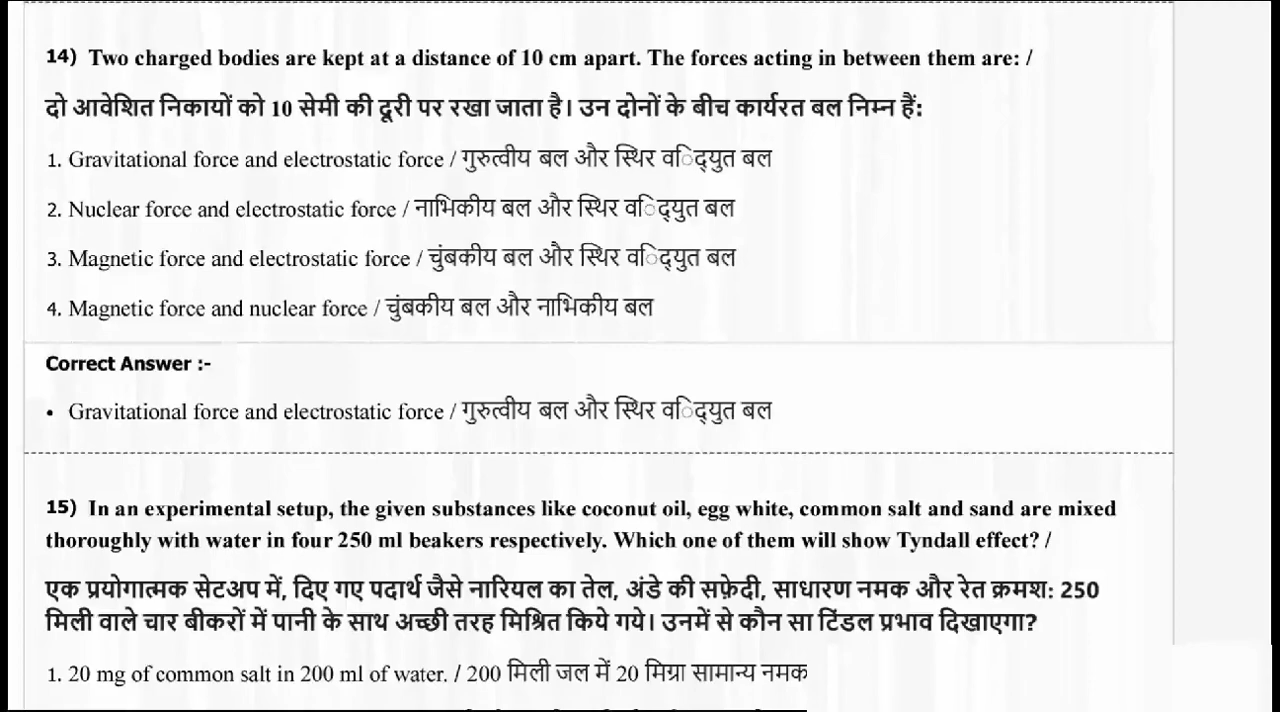 14) Two charged bodies are kept at a distance of 10 cm apart. The forces acting in between them are: /
दो आवेशित निकायों को 10 सेमी की दूरी पर रखा जाता है। उन दोनों के बीच कार्यरत बल निम्न हैं:
1. Gravitational force and electrostatic force / गुरुत्वीय बल और स्थिर वि◌द्युत बल
2. Nuclear force and electrostatic force / नाभिकीय बल और स्थिर वि◌द्युत बल
3. Magnetic force and electrostatic force / चुंबकीय बल और स्थिर वि◌द्युत बल
4. Magnetic force and nuclear force / चुंबकीय बल और नाभिकीय बल
Correct Answer :-
• Gravitational force and electrostatic force / गुरुत्वीय बल और स्थिर वि◌द्युत बल
15) In an experimental setup, the given substances like coconut oil, egg white, common salt and sand are mixed
thoroughly with water in four 250 ml beakers respectively. Which one of them will show Tyndall effect? /
एक प्रयोगात्मक सेटअप में, दिए गए पदार्थ जैसे नारियल का तेल, अंडे की सफ़ेदी, साधारण नमक और रेत क्रमश: 250
मिली वाले चार बीकरों में पानी के साथ अच्छी तरह मिश्रित किये गये। उनमें से कौन सा टिंडल प्रभाव दिखाएगा?
1. 20 mg of common salt in 200 ml of water. / 200 मिली जल में 20 मिग्रा सामान्य नमक